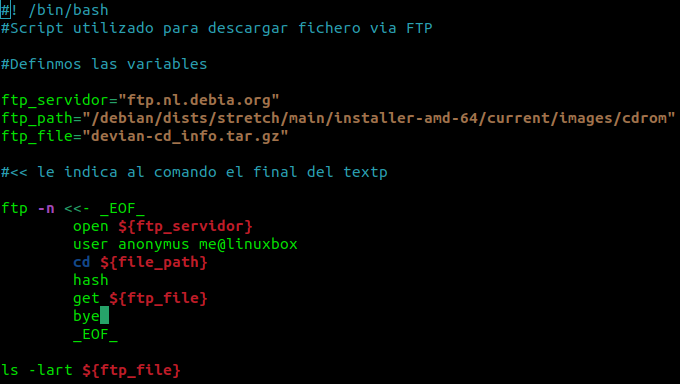 #! /bin/bash
#Script utilizado para descargar fichero via FTP
#Definmos las variables
ftp_servidor="ftp.nl.debia.org"
ftp_path="/debian/dists/stretch/main/installer-amd-64/current/images/cdrom"
ftp_file="devian-cd_info.tar.gz"
#<< le indica al comando el final del textp
ftp -n <<- _EOF_
open ${ftp_servidor}
user anonymus me@linuxbox
cd ${file_path}
hash
get ${ftp_file}
bye
_EOF_
ls -lart ${ftp_file}